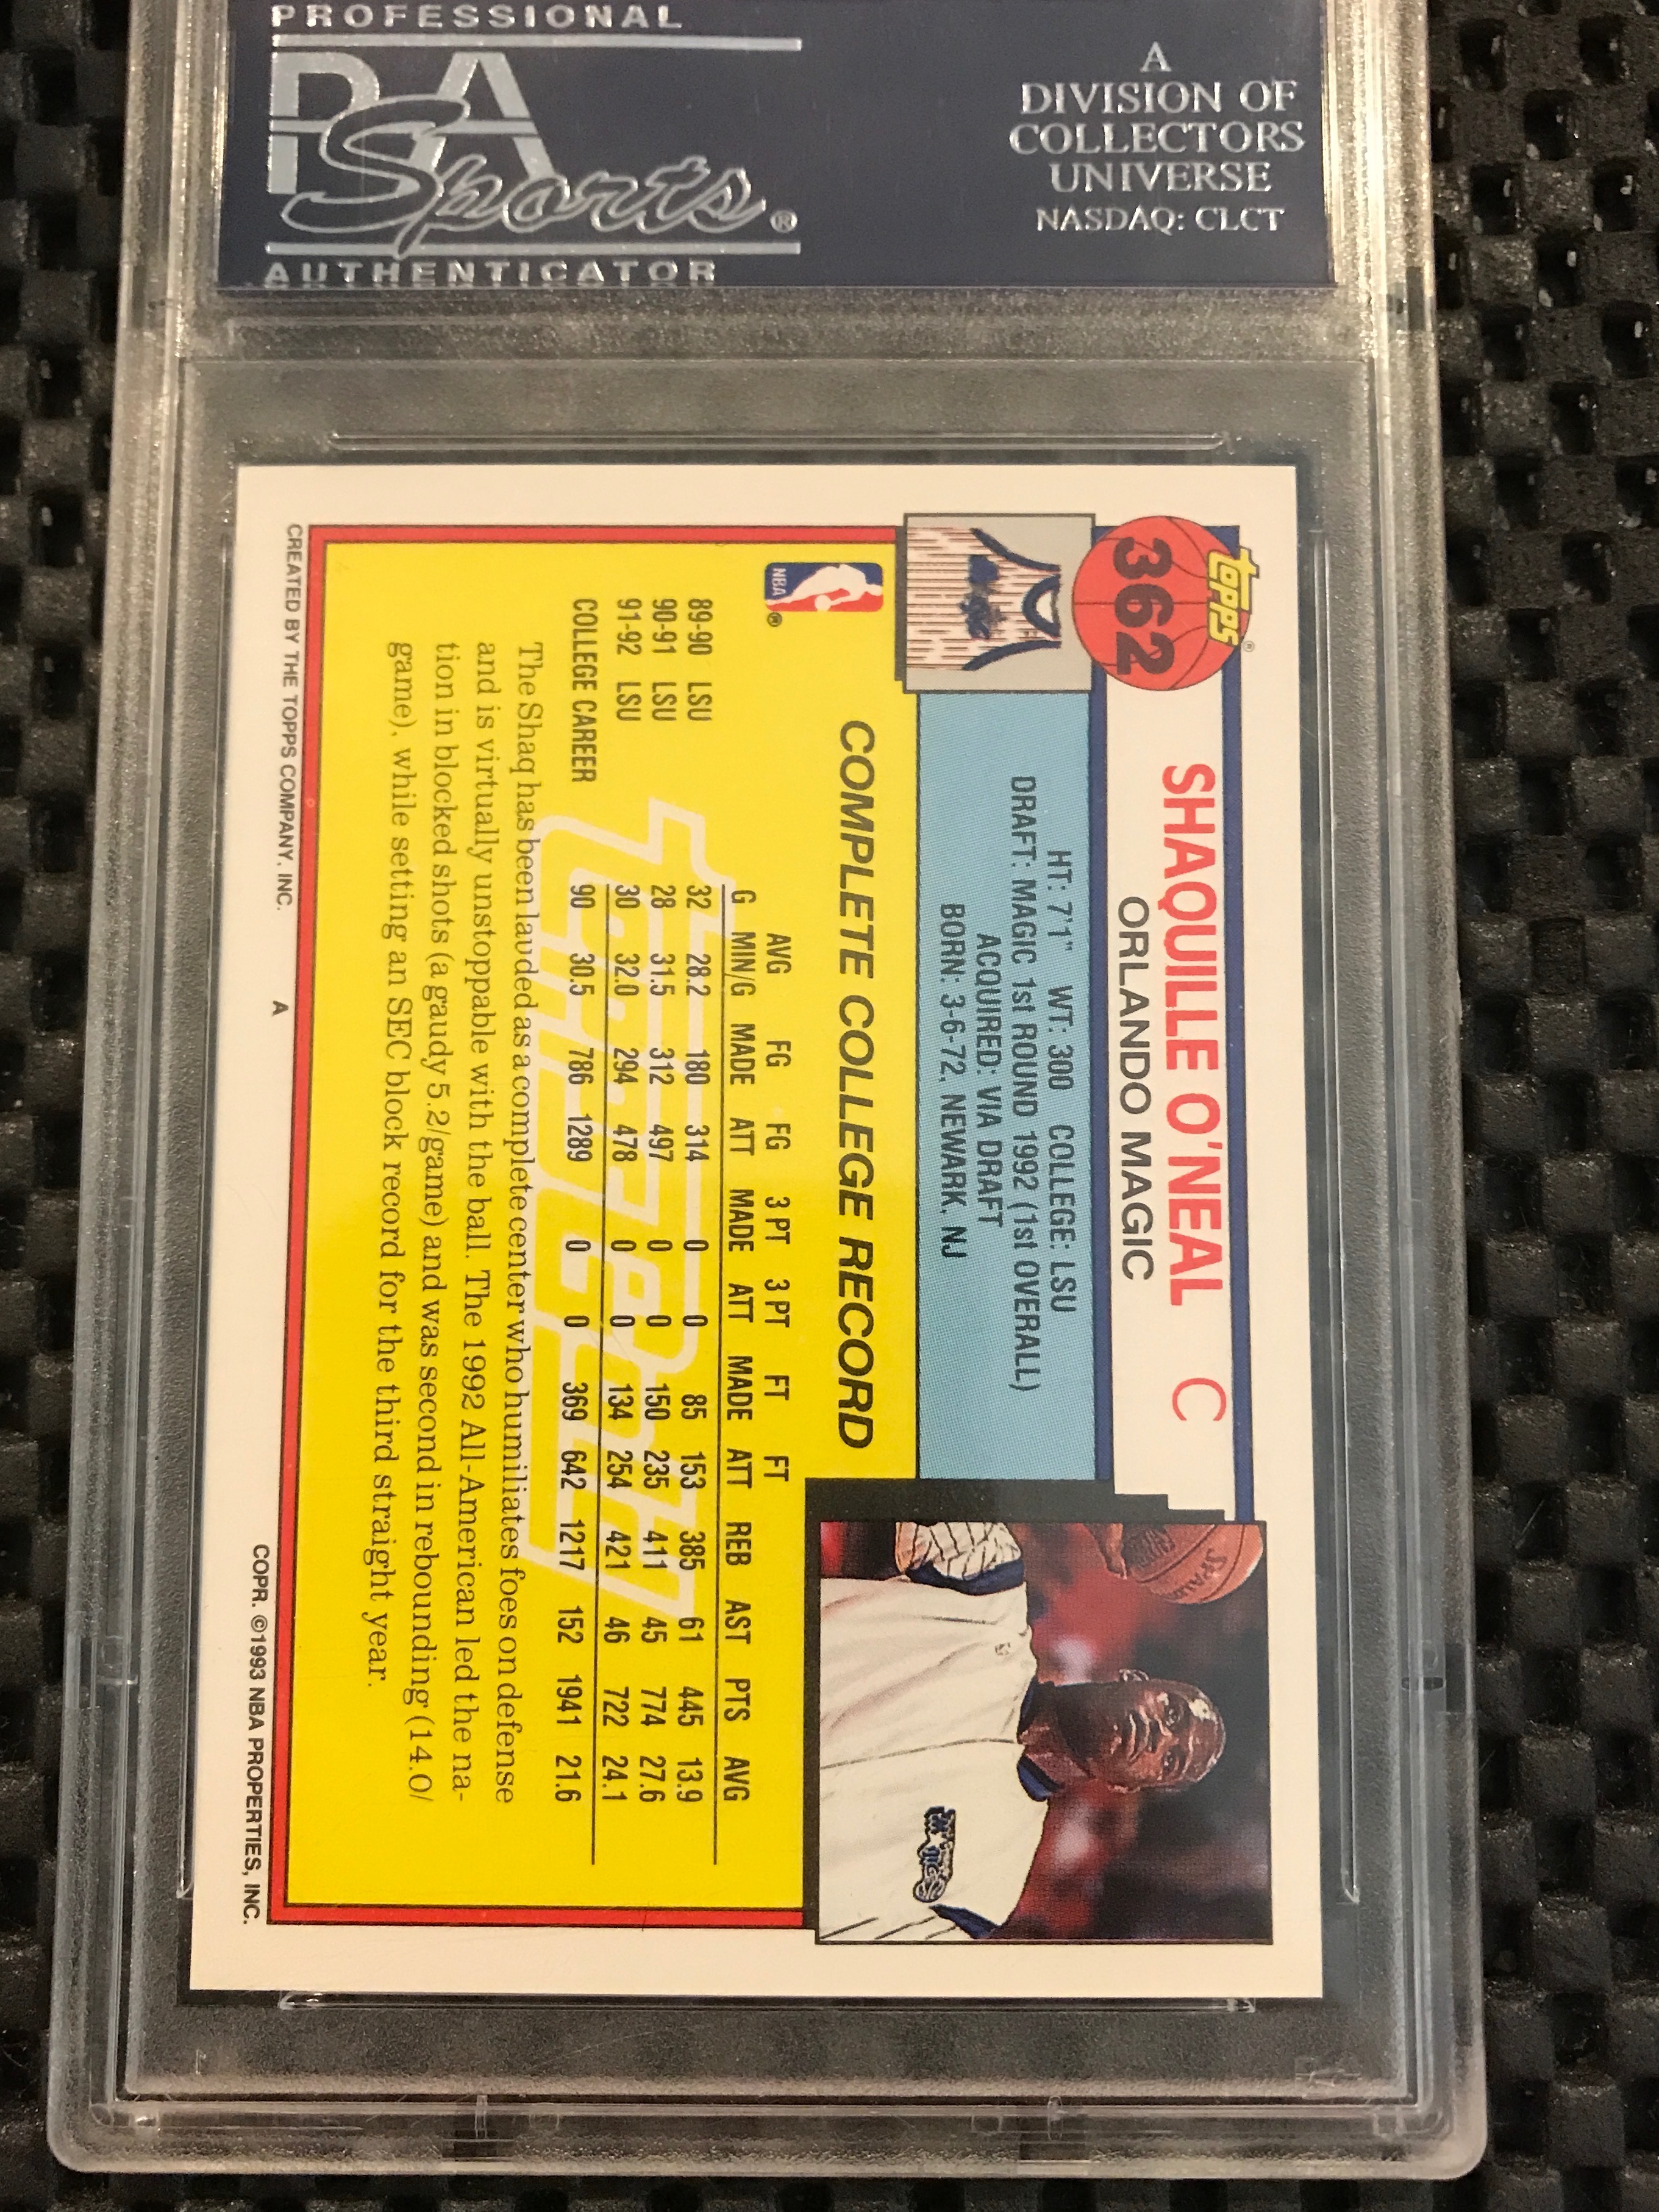 PROFESSIONAL
PSA
Sports®
AUTHENTICATOR
A
DIVISION OF
COLLECTORS
UNIVERSE
NASDAQ: CLCT
topps®
362
SHAQUILLE O'NEAL C
ORLANDO MAGIC
HT: 7'1" WT: 300 COLLEGE: LSU
DRAFT: MAGIC 1st ROUND 1992 (1st OVERALL)
ACQUIRED: VIA DRAFT
BORN: 3-6-72, NEWARK, NJ
Magic
SPALDING
Magic
NBA®
COMPLETE COLLEGE RECORD
AVG FG FG 3 PT 3 PT FT FT
G MIN/G MADE ATT MADE ATT MADE ATT REB AST PTS AVG
89-90 LSU 32 28.2 180 314 0 0 85 153 385 61 445 13.9
90-91 LSU 28 31.5 312 497 0 0 150 235 411 45 774 27.6
91-92 LSU 30 32.0 294 478 0 0 134 254 421 46 722 24.1
COLLEGE CAREER 90 30.5 786 1289 0 0 369 642 1217 152 1941 21.6
The Shaq has been lauded as a complete center who humiliates foes on defense
and is virtually unstoppable with the ball. The 1992 All-American led the na-
tion in blocked shots (a gaudy 5.2/game) and was second in rebounding (14.0/
game), while setting an SEC block record for the third straight year.
CREATED BY THE TOPPS COMPANY, INC. A COPR. ©1993 NBA PROPERTIES, INC.